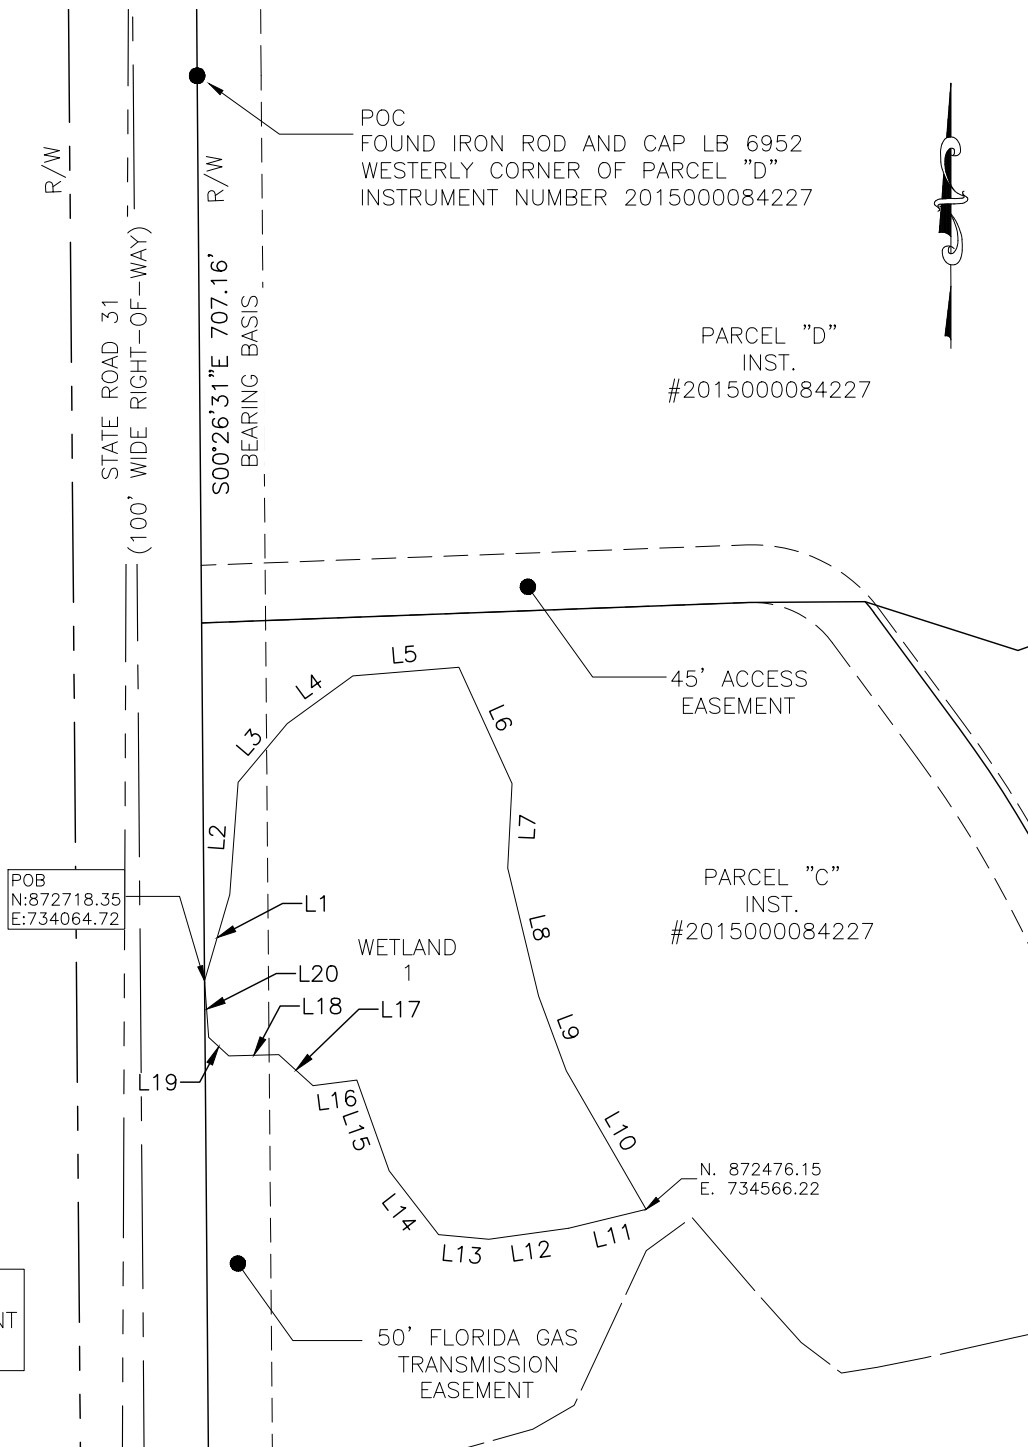 POC
FOUND IRON ROD AND CAP LB 6952
WESTERLY CORNER OF PARCEL "D"
INSTRUMENT NUMBER 2015000084227
R/W
R/W
STATE ROAD 31
(100' WIDE RIGHT-OF-WAY)
S00°26'31"E 707.16'
BEARING BASIS
PARCEL "D"
INST.
#2015000084227
45' ACCESS
EASEMENT
L5
L4
L3
L6
L2
L7
POB
N:872718.35
E:734064.72
L1
PARCEL "C"
INST.
#2015000084227
WETLAND
1
L8
L20
L18
L17
L9
L19
L16
L15
L10
N. 872476.15
E. 734566.22
L14
L13
L12
L11
50' FLORIDA GAS
TRANSMISSION
EASEMENT
NT